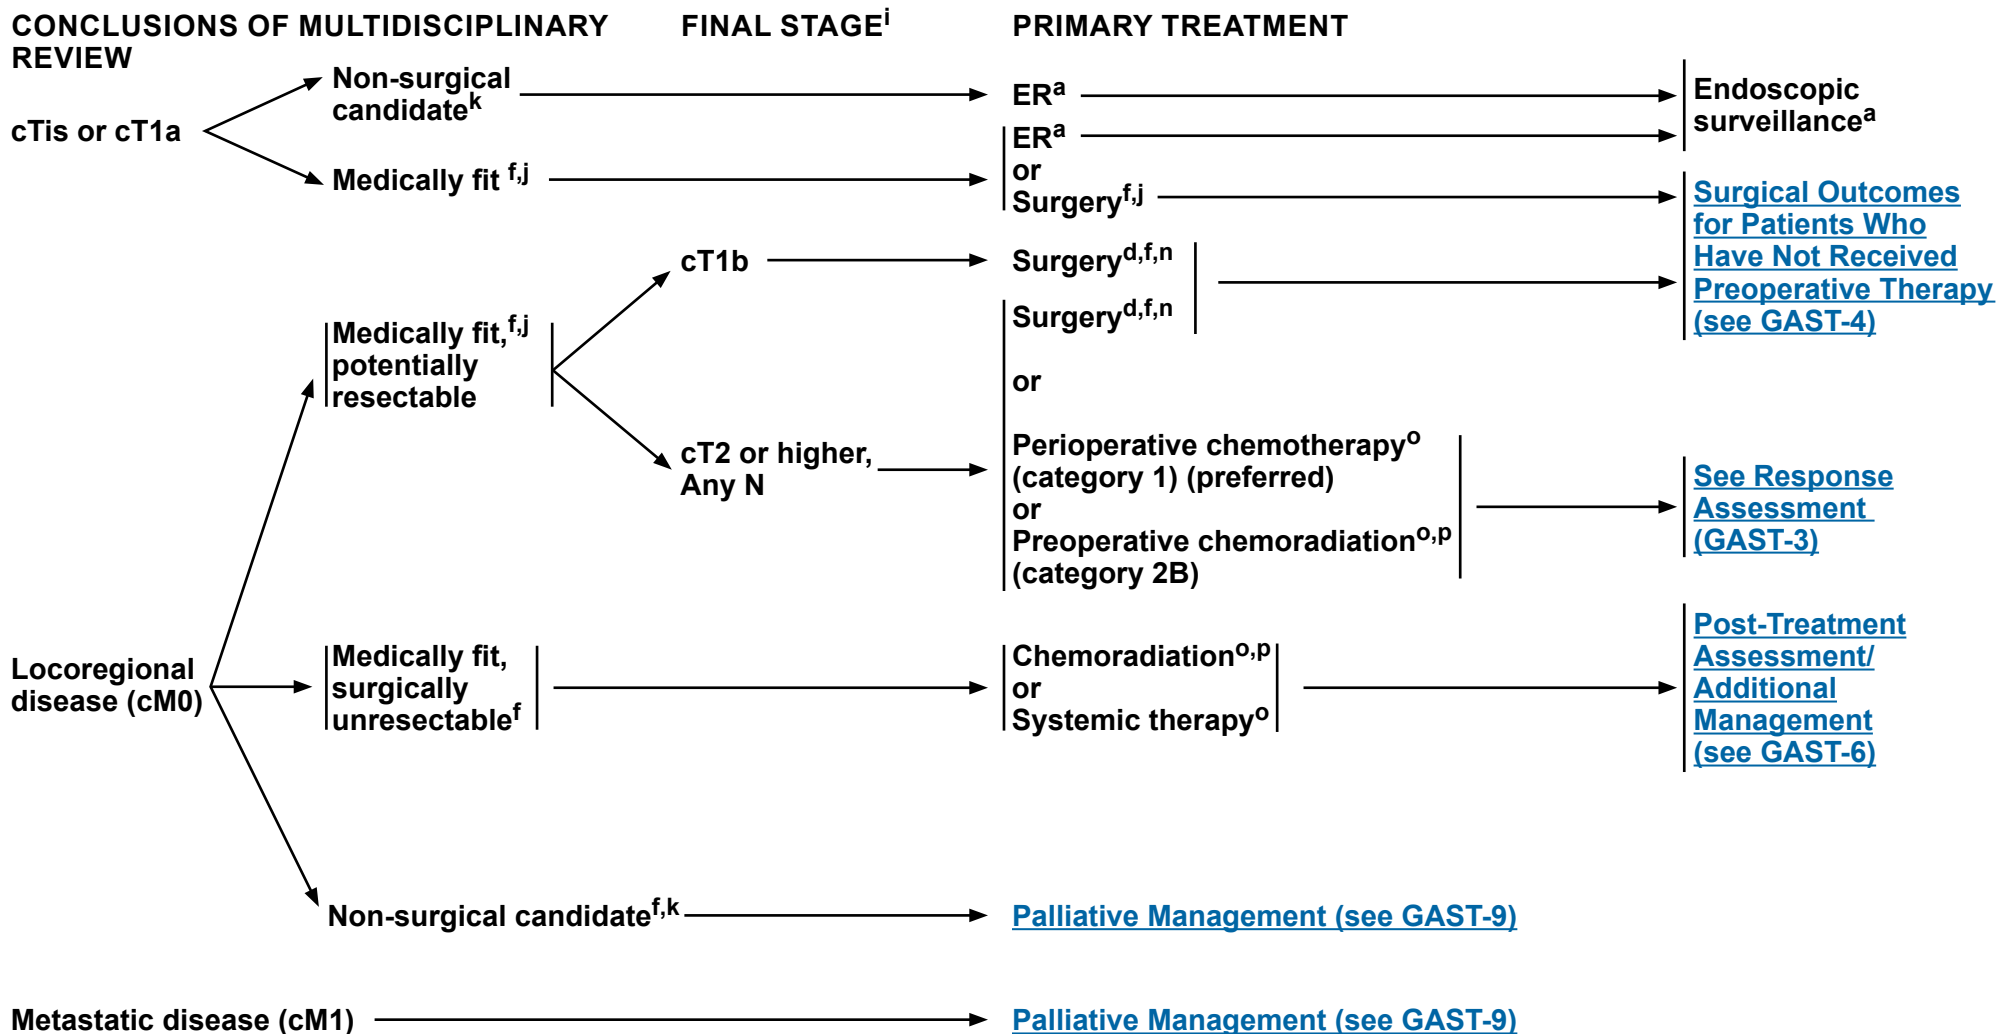 CONCLUSIONS OF MULTIDISCIPLINARY
REVIEW
FINAL STAGEi
PRIMARY TREATMENT
cTis or cT1a
Non-surgical
candidatek
ERa
Endoscopic
surveillancea
Medically fit f,j
ERa
or
Surgeryf,j
Surgical Outcomes
for Patients Who
Have Not Received
Preoperative Therapy
(see GAST-4)
Locoregional
disease (cM0)
Medically fit,f,j
potentially
resectable
cT1b
Surgeryd,f,n
cT2 or higher,
Any N
Surgeryd,f,n
or
Perioperative chemotherapyo
(category 1) (preferred)
or
Preoperative chemoradiationo,p
(category 2B)
See Response
Assessment
(GAST-3)
Medically fit,
surgically
unresectablef
Chemoradiationo,p
or
Systemic therapyo
Post-Treatment
Assessment/
Additional
Management
(see GAST-6)
Non-surgical candidatef,k
Palliative Management (see GAST-9)
Metastatic disease (cM1)
Palliative Management (see GAST-9)